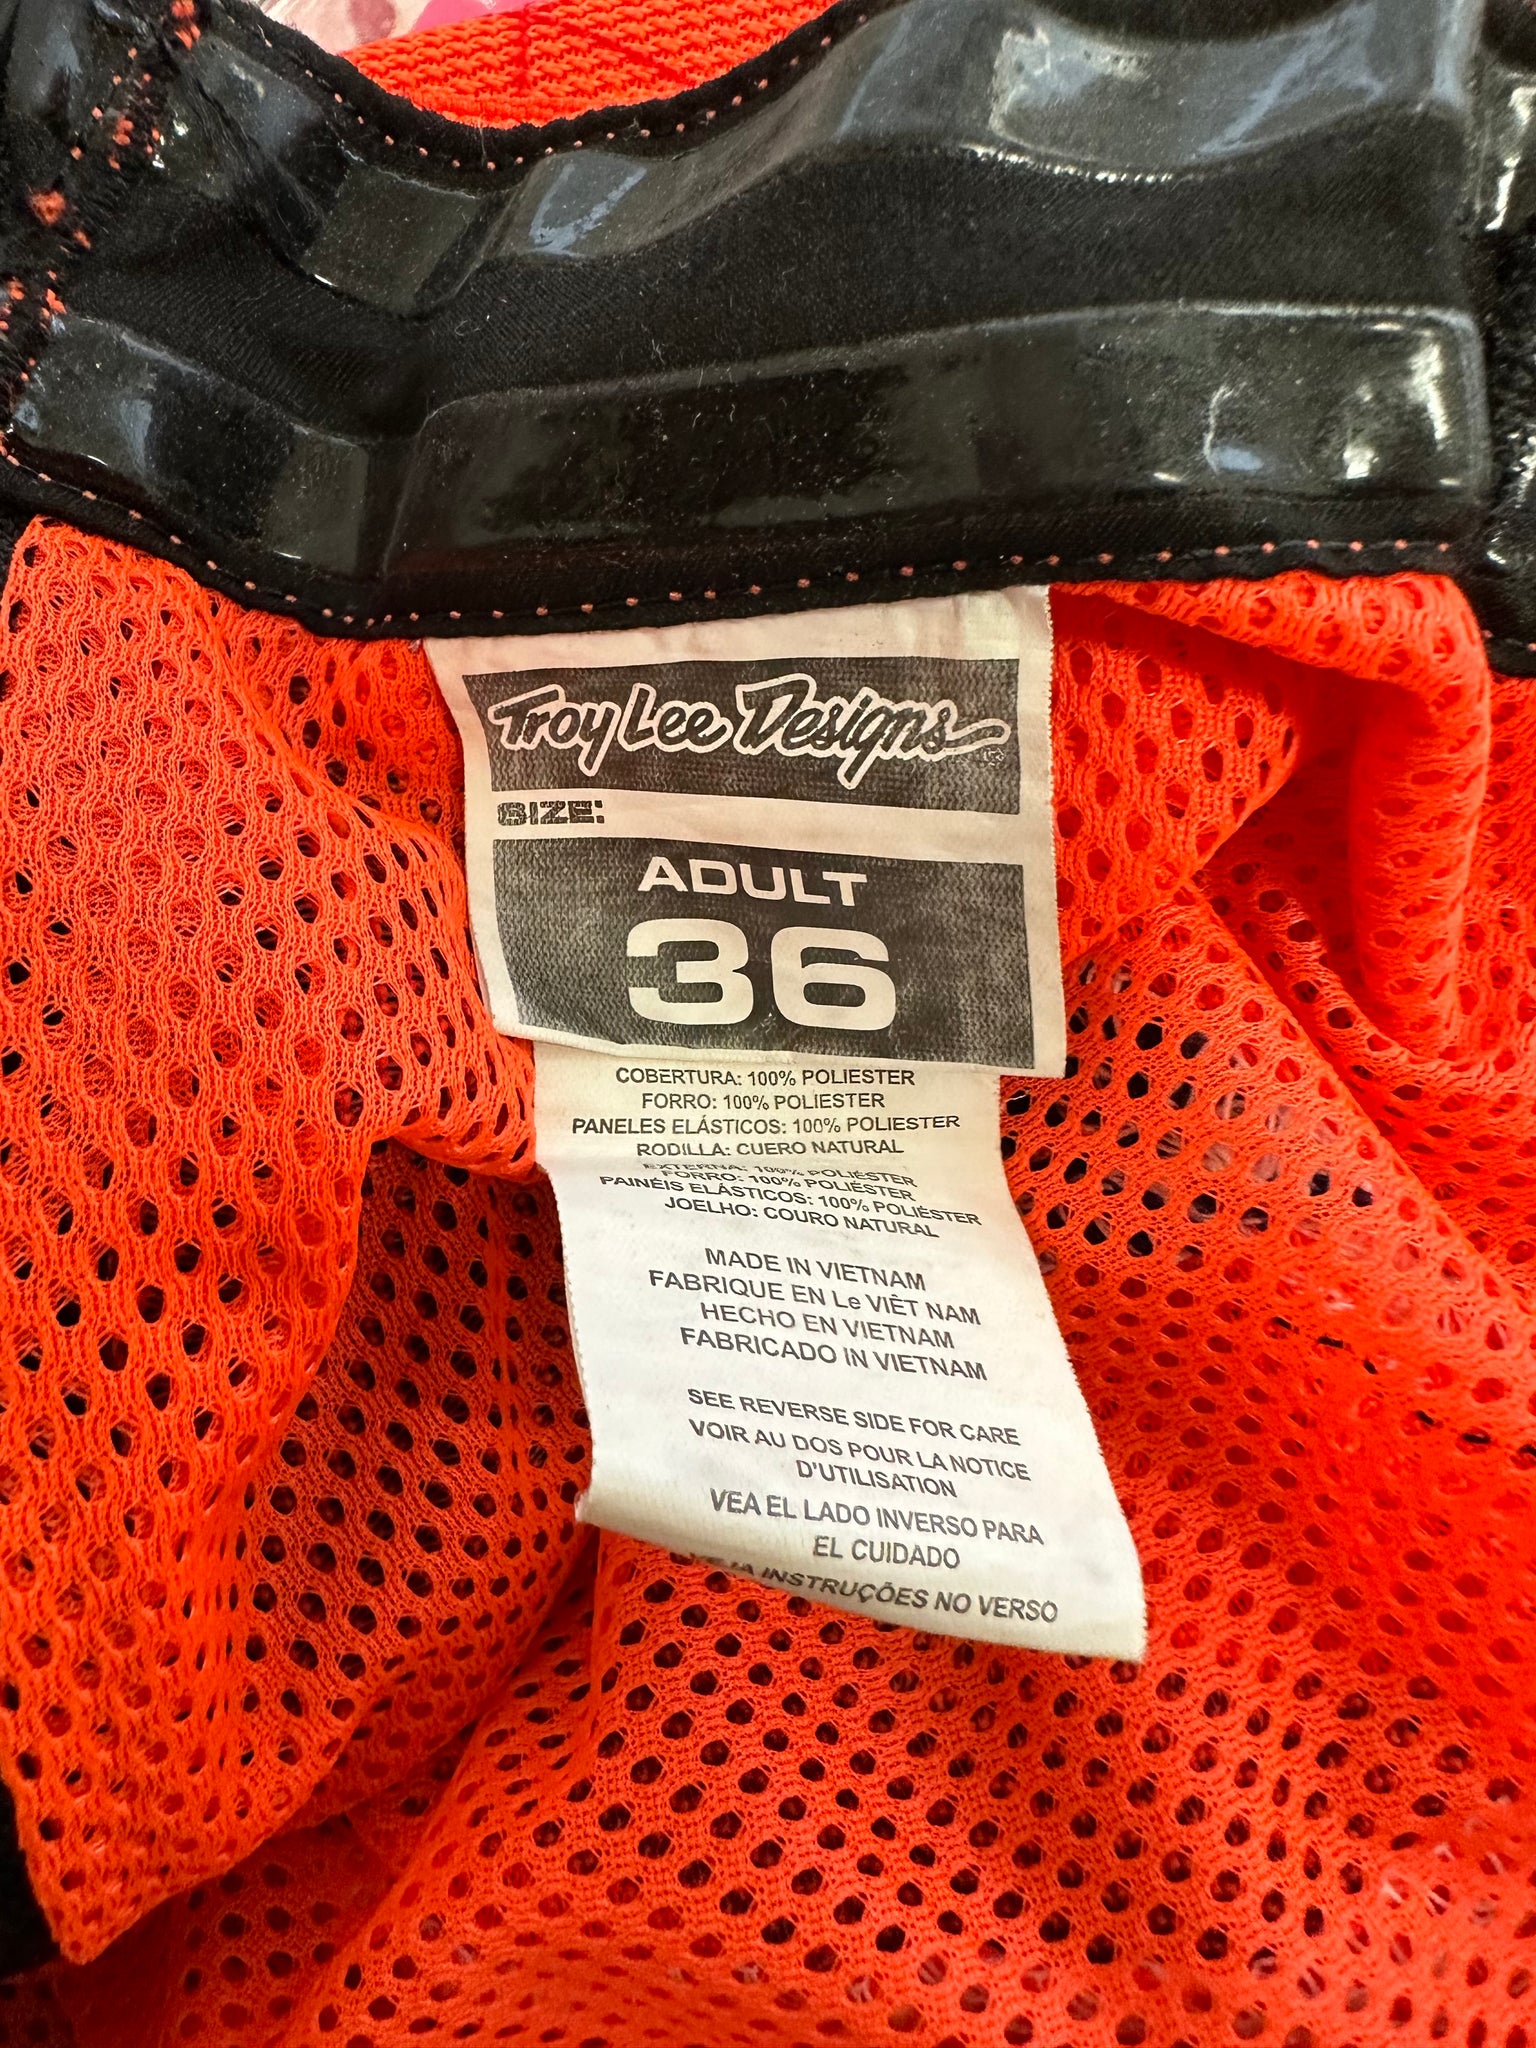 Troy Lee Designs
SIZE:
ADULT
36
COBERTURA: 100% POLIESTER
FORRO: 100% POLIESTER
PANELES ELÁSTICOS: 100% POLIESTER
RODILLA: CUERO NATURAL
EXTERNA: 100% POLIÉSTER
FORRO: 100% POLIÉSTER
PAINÉIS ELÁSTICOS: 100% POLIÉSTER
JOELHO: COURO NATURAL
MADE IN VIETNAM
FABRIQUE EN Le VIÊT NAM
HECHO EN VIETNAM
FABRICADO IN VIETNAM
SEE REVERSE SIDE FOR CARE
VOIR AU DOS POUR LA NOTICE
D'UTILISATION
VEA EL LADO INVERSO PARA
EL CUIDADO
INSTRUÇÕES NO VERSO